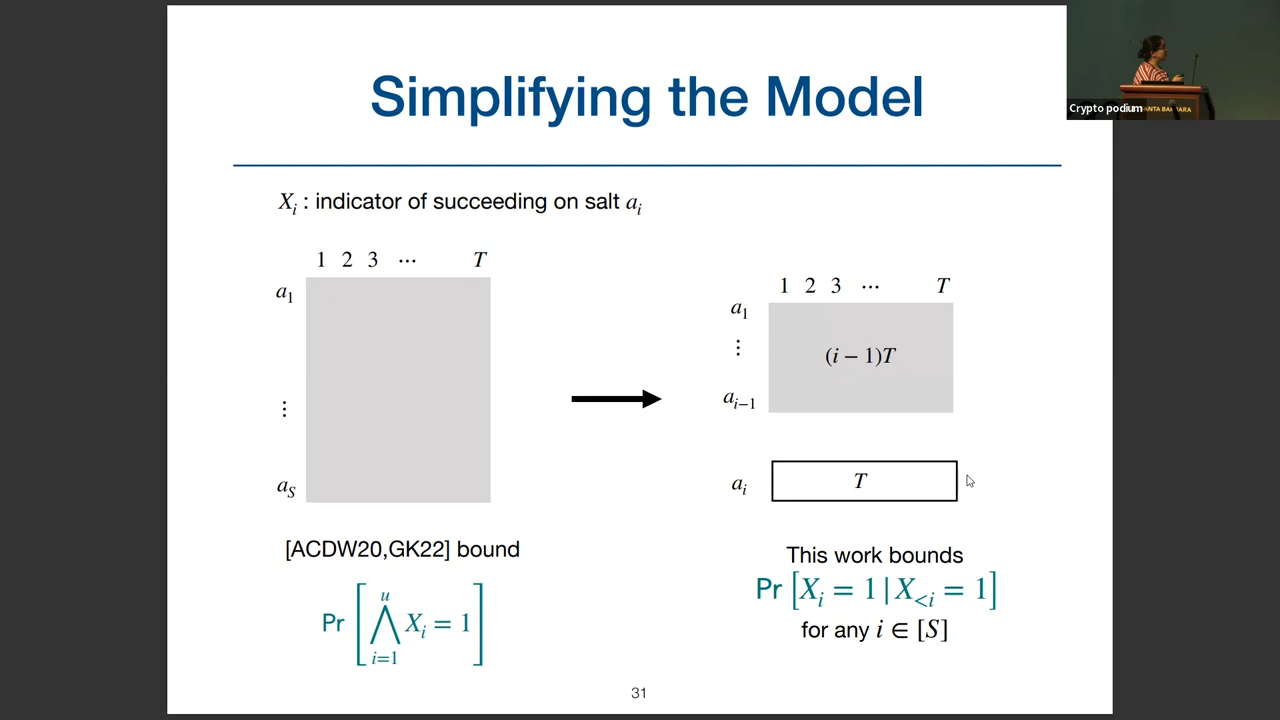 Simplifying the Model
Crypto podium
SANTA BARBARA
X_i : indicator of succeeding on salt a_i
1 2 3 ⋯ T
a_1
⋮
a_S
[ACDW20,GK22] bound
Pr [ ⋀_{i=1}^{u} X_i = 1 ]
1 2 3 ⋯ T
a_1
⋮
a_{i−1}
(i − 1)T
a_i
T
This work bounds
Pr [X_i = 1 | X_{<i} = 1]
for any i ∈ [S]
31